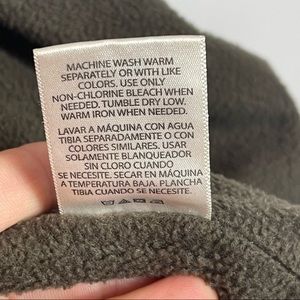 MACHINE WASH WARM
SEPARATELY OR WITH LIKE
COLORS. USE ONLY
NON-CHLORINE BLEACH WHEN
NEEDED, TUMBLE DRY LOW.
WARM IRON WHEN NEEDED.
LAVAR A MÁQUINA CON AGUA
TIBIA SEPARADAMENTE O CON
COLORES SIMILARES. USAR
SOLAMENTE BLANQUEADOR
SIN CLORO CUANDO
SE NECESITE. SECAR EN MÁQUINA
A TEMPERATURA BAJA. PLANCHA
TIBIA CUANDO SE NECESITE.